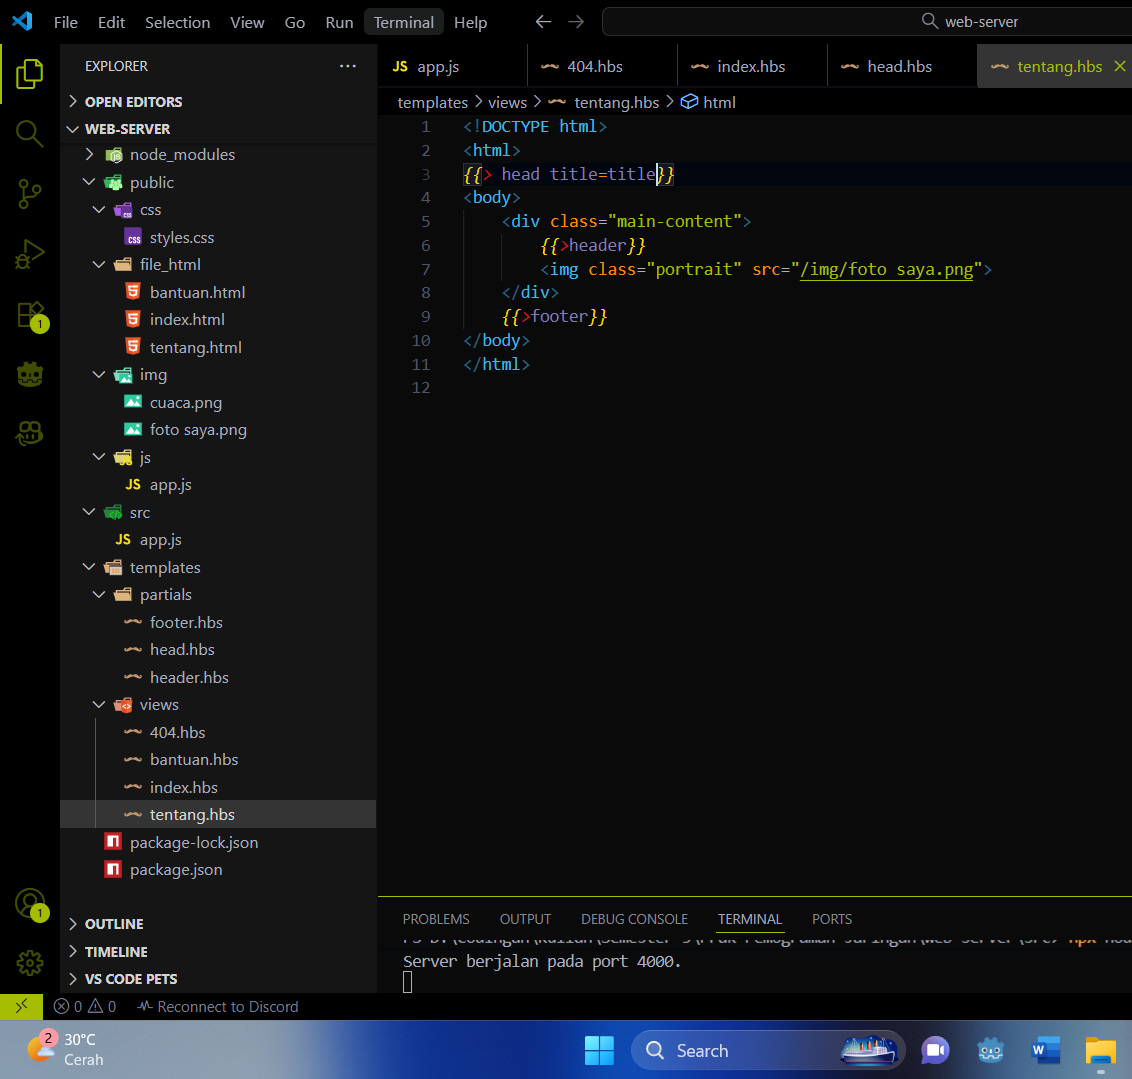 File Edit Selection View Go Run Terminal Help
web-server
EXPLORER
OPEN EDITORS
WEB-SERVER
node_modules
public
css
styles.css
file_html
bantuan.html
index.html
tentang.html
img
cuaca.png
foto saya.png
js
JS app.js
src
JS app.js
templates
partials
footer.hbs
head.hbs
header.hbs
views
404.hbs
bantuan.hbs
index.hbs
tentang.hbs
package-lock.json
package.json
OUTLINE
TIMELINE
VS CODE PETS
1
1
JS app.js 404.hbs index.hbs head.hbs tentang.hbs
templates > views > tentang.hbs > html
1 <!DOCTYPE html>
2 <html>
3 {{> head title=title}}
4 <body>
5 <div class="main-content">
6 {{>header}}
7 <img class="portrait" src="/img/foto saya.png">
8 </div>
9 {{>footer}}
10 </body>
11 </html>
12
PROBLEMS OUTPUT DEBUG CONSOLE TERMINAL PORTS
Server berjalan pada port 4000.
0 0 Reconnect to Discord
2
30°C
Cerah
Search